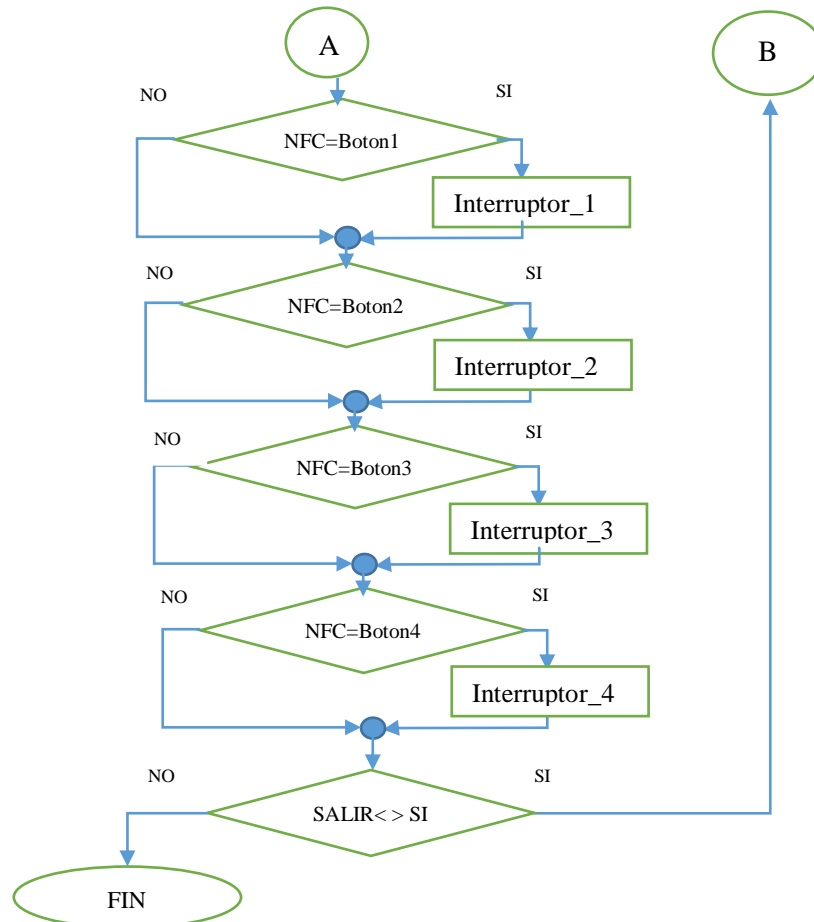 A
B
NO
SI
NFC=Boton1
Interruptor_1
NO
SI
NFC=Boton2
Interruptor_2
NO
SI
NFC=Boton3
Interruptor_3
NO
SI
NFC=Boton4
Interruptor_4
NO
SI
SALIR< > SI
FIN